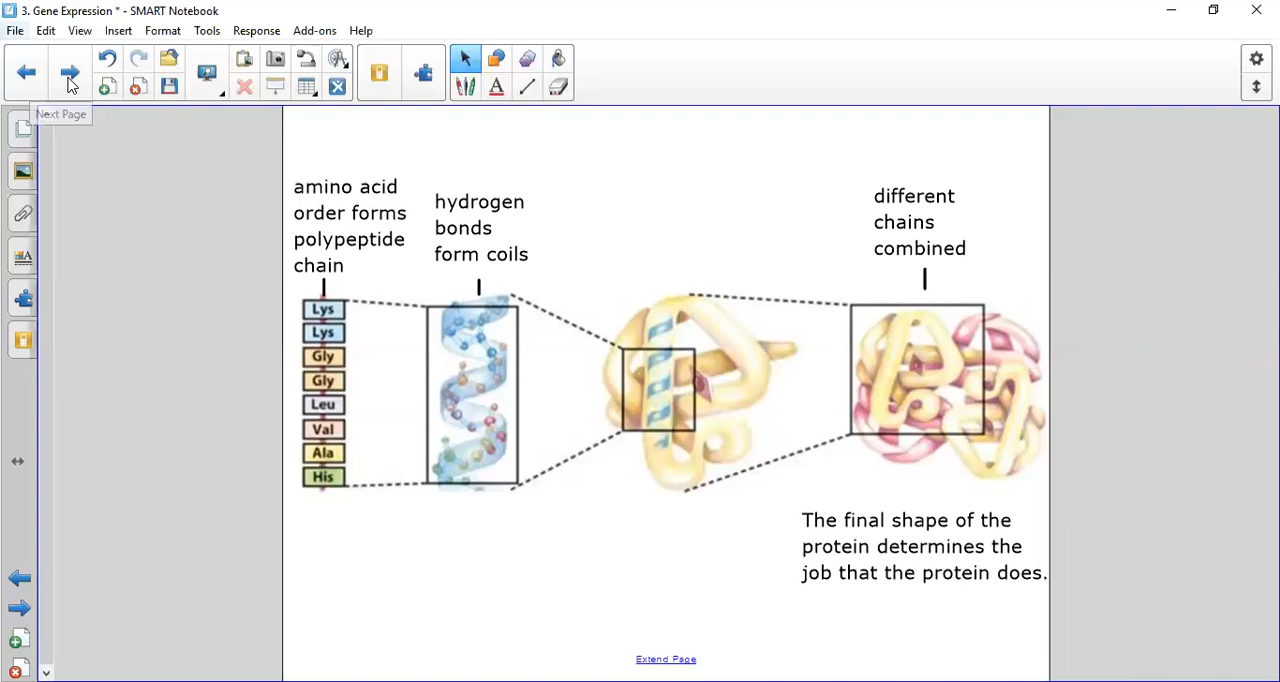 3. Gene Expression * - SMART Notebook
File Edit View Insert Format Tools Response Add-ons Help
Next Page
amino acid
order forms
polypeptide
chain
hydrogen
bonds
form coils
different
chains
combined
Lys
Lys
Gly
Gly
Leu
Val
Ala
His
The final shape of the
protein determines the
job that the protein does.
Extend Page